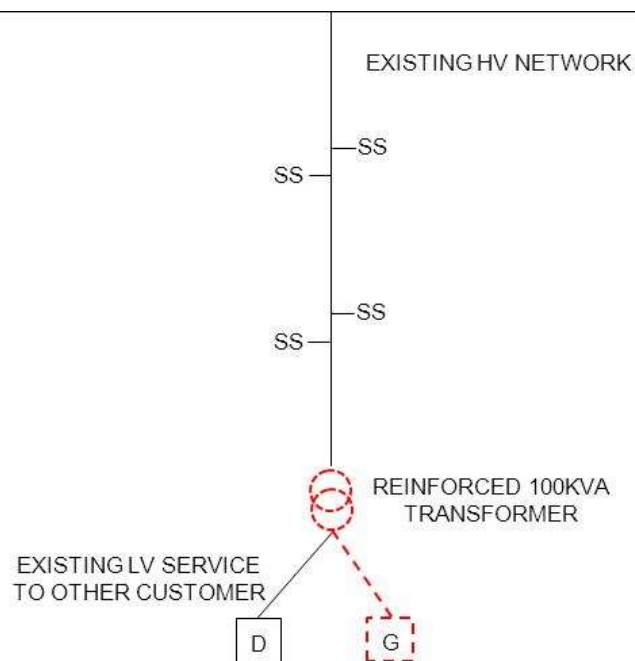 EXISTING HV NETWORK
SS
SS
SS
SS
REINFORCED 100KVA
TRANSFORMER
EXISTING LV SERVICE
TO OTHER CUSTOMER
D
G